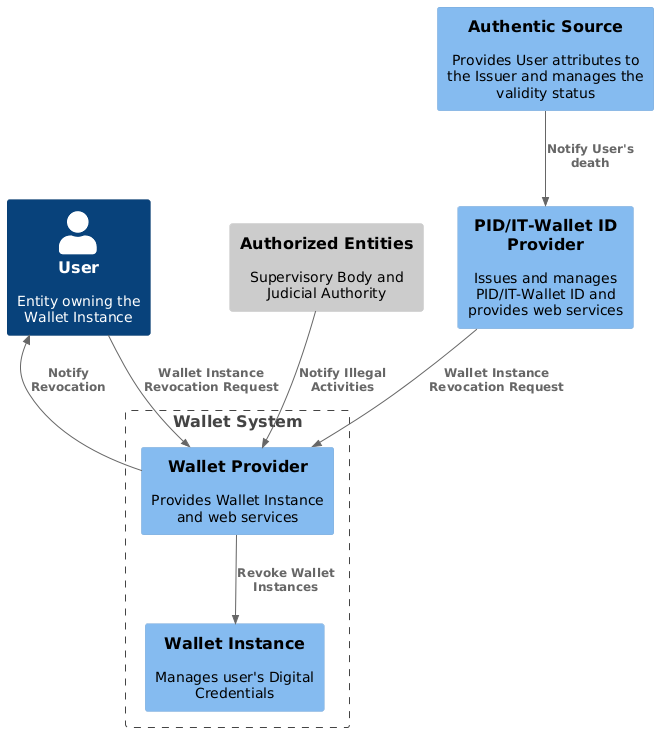 Authentic Source
Provides User attributes to
the Issuer and manages the
validity status
Notify User's
death
User
Entity owning the
Wallet Instance
Authorized Entities
Supervisory Body and
Judicial Authority
PID/IT-Wallet ID
Provider
Issues and manages
PID/IT-Wallet ID and
provides web services
Notify
Revocation
Wallet Instance
Revocation Request
Notify Illegal
Activities
Wallet Instance
Revocation Request
Wallet System
Wallet Provider
Provides Wallet Instance
and web services
Revoke Wallet
Instances
Wallet Instance
Manages user's Digital
Credentials